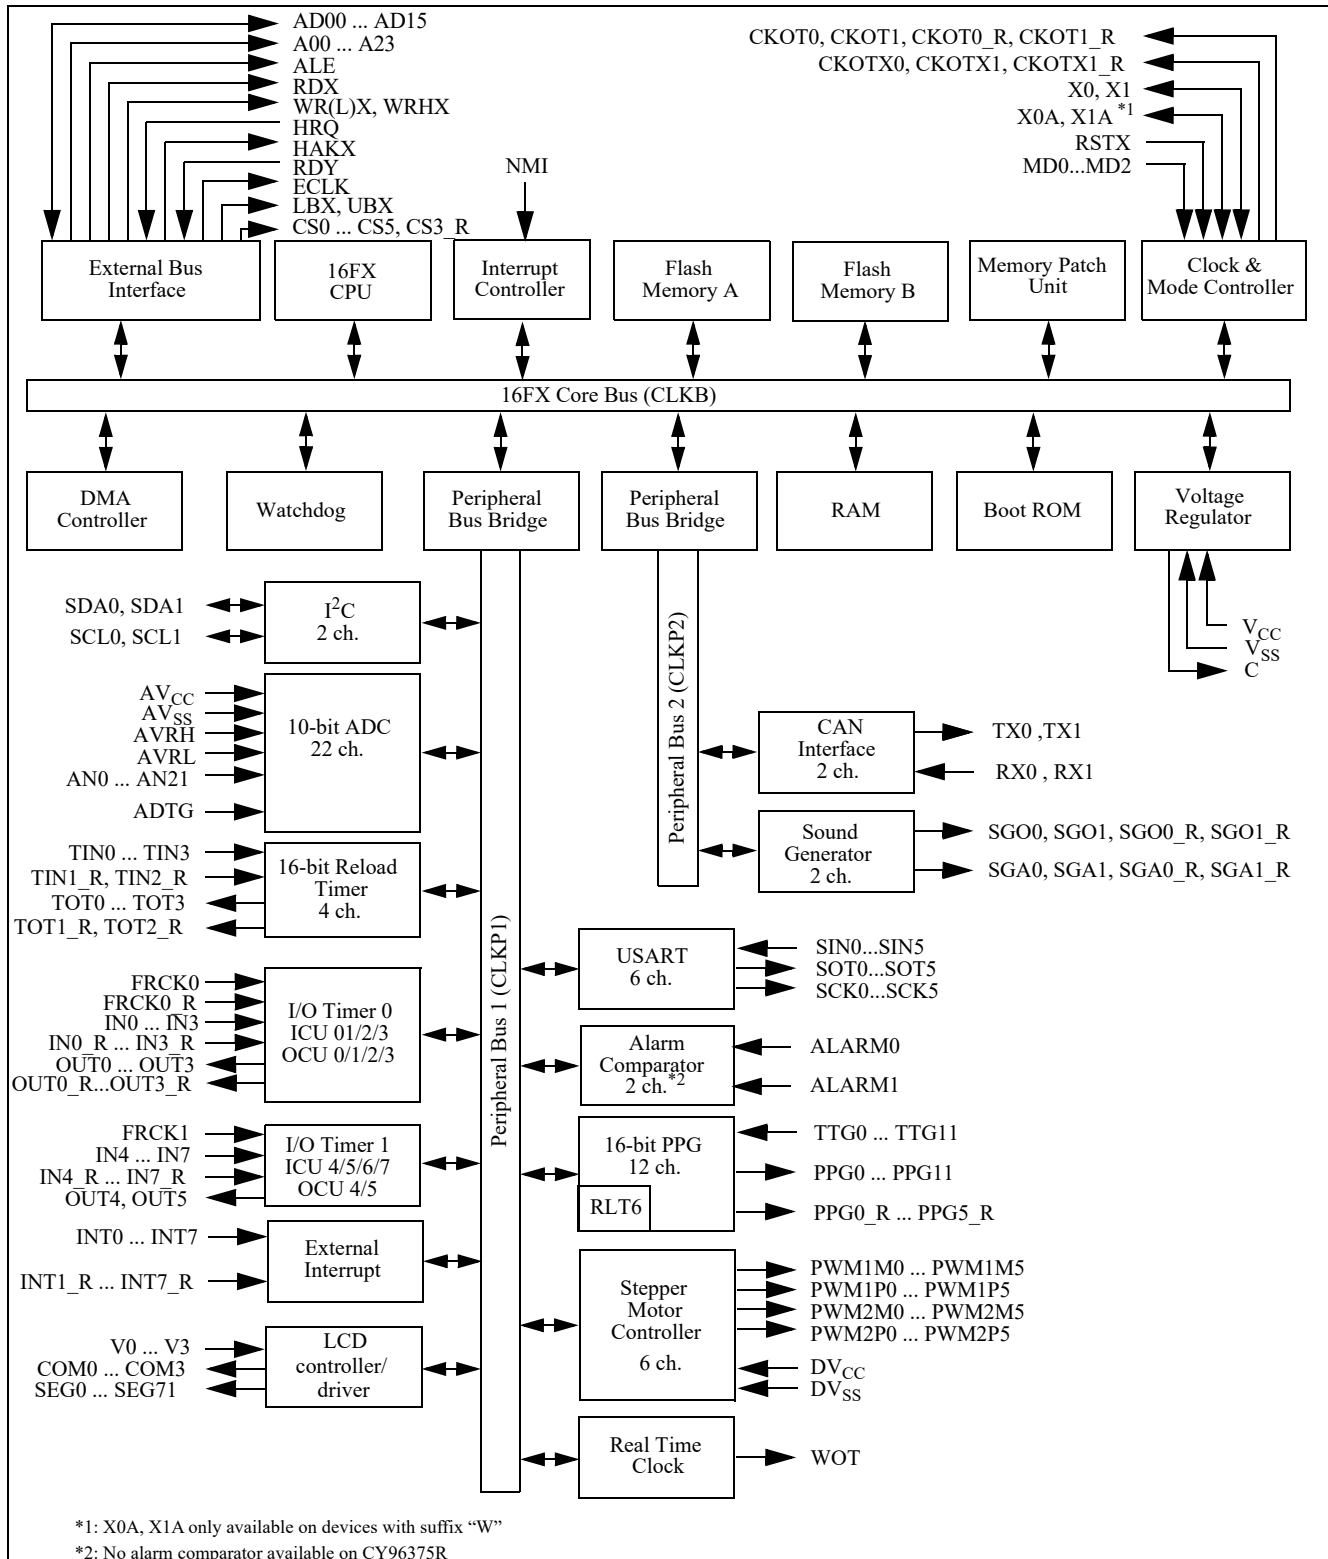 AD00 ... AD15
A00 ... A23
ALE
RDX
WR(L)X, WRHX
HRQ
HAKX
RDY
ECLK
LBX, UBX
CS0 ... CS5, CS3_R
NMI
CKOT0, CKOT1, CKOT0_R, CKOT1_R
CKOTX0, CKOTX1, CKOTX1_R
X0, X1
X0A, X1A *1
RSTX
MD0...MD2
External Bus
Interface
16FX
CPU
Interrupt
Controller
Flash
Memory A
Flash
Memory B
Memory Patch
Unit
Clock &
Mode Controller
16FX Core Bus (CLKB)
DMA
Controller
Watchdog
Peripheral
Bus Bridge
Peripheral
Bus Bridge
RAM
Boot ROM
Voltage
Regulator
VCC
VSS
C
SDA0, SDA1
SCL0, SCL1
I2C
2 ch.
AVCC
AVSS
AVRH
AVRL
AN0 ... AN21
ADTG
10-bit ADC
22 ch.
TIN0 ... TIN3
TIN1_R, TIN2_R
TOT0 ... TOT3
TOT1_R, TOT2_R
16-bit Reload
Timer
4 ch.
FRCK0
FRCK0_R
IN0 ... IN3
IN0_R ... IN3_R
OUT0 ... OUT3
OUT0_R...OUT3_R
I/O Timer 0
ICU 01/2/3
OCU 0/1/2/3
FRCK1
IN4 ... IN7
IN4_R ... IN7_R
OUT4, OUT5
I/O Timer 1
ICU 4/5/6/7
OCU 4/5
INT0 ... INT7
INT1_R ... INT7_R
External
Interrupt
V0 ... V3
COM0 ... COM3
SEG0 ... SEG71
LCD
controller/
driver
Peripheral Bus 1 (CLKP1)
Peripheral Bus 2 (CLKP2)
CAN
Interface
2 ch.
TX0 ,TX1
RX0 , RX1
Sound
Generator
2 ch.
SGO0, SGO1, SGO0_R, SGO1_R
SGA0, SGA1, SGA0_R, SGA1_R
USART
6 ch.
SIN0...SIN5
SOT0...SOT5
SCK0...SCK5
Alarm
Comparator
2 ch.*2
ALARM0
ALARM1
16-bit PPG
12 ch.
RLT6
TTG0 ... TTG11
PPG0 ... PPG11
PPG0_R ... PPG5_R
Stepper
Motor
Controller
6 ch.
PWM1M0 ... PWM1M5
PWM1P0 ... PWM1P5
PWM2M0 ... PWM2M5
PWM2P0 ... PWM2P5
DVCC
DVSS
Real Time
Clock
WOT
*1: X0A, X1A only available on devices with suffix “W”
*2: No alarm comparator available on CY96375R